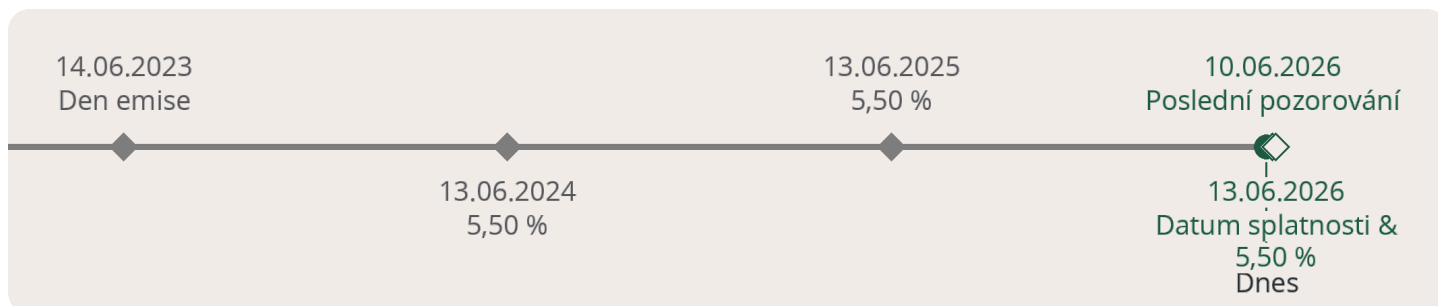 14.06.2023
Den emise
13.06.2024
5,50 %
13.06.2025
5,50 %
10.06.2026
Poslední pozorování
13.06.2026
Datum splatnosti &
5,50 %
Dnes